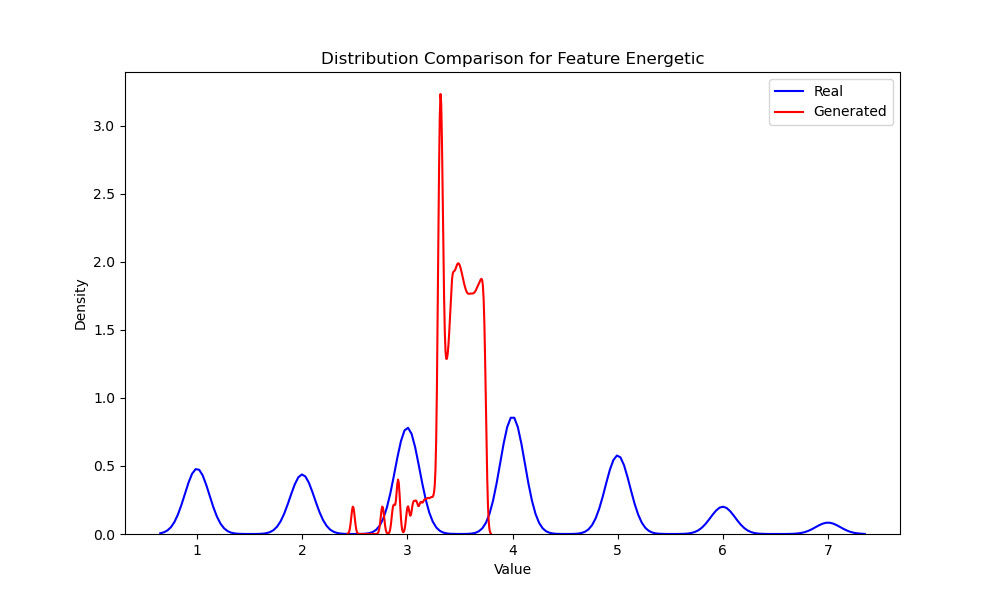 Distribution Comparison for Feature Energetic
Real
Generated
Density
3.0
2.5
2.0
1.5
1.0
0.5
0.0
1 2 3 4 5 6 7
Value